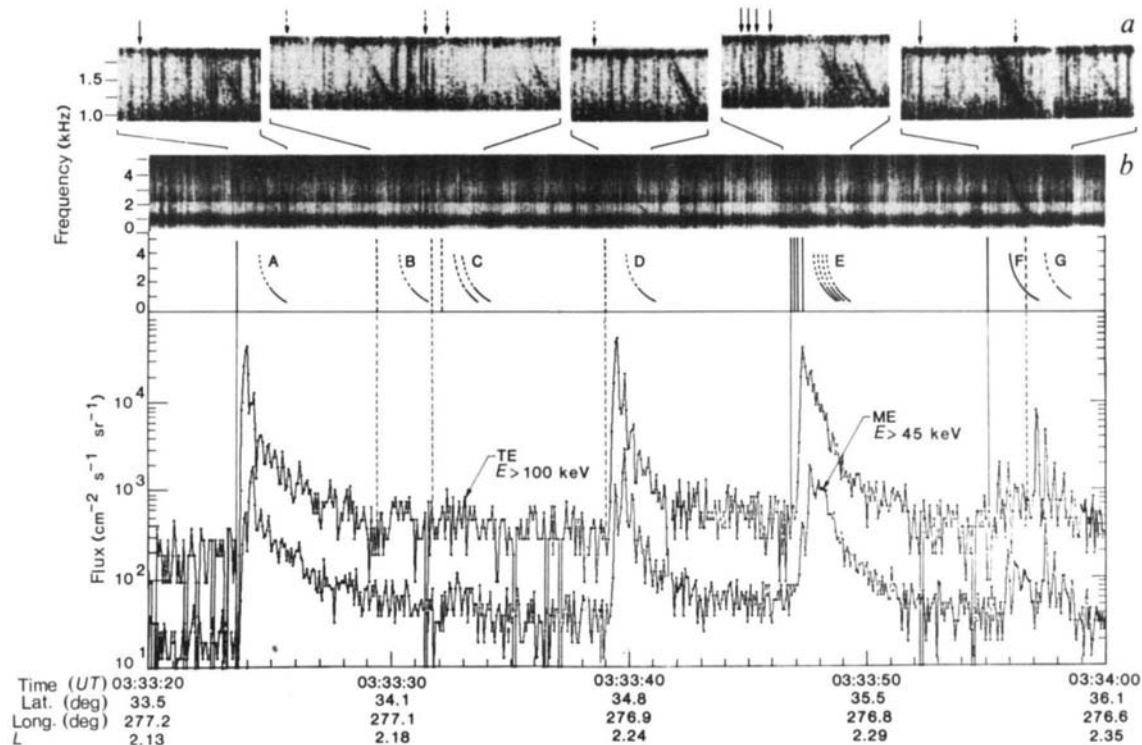 a
1.5
1.0
b
Frequency (kHz)
4
2
0
4
2
0
A
B
C
D
E
F
G
10⁴
10³
10²
10¹
Flux (cm⁻² s⁻¹ sr⁻¹)
TE
E > 100 keV
ME
E > 45 keV
Time (UT) 03:33:20 03:33:30 03:33:40 03:33:50 03:34:00
Lat. (deg) 33.5 34.1 34.8 35.5 36.1
Long. (deg) 277.2 277.1 276.9 276.8 276.6
L 2.13 2.18 2.24 2.29 2.35